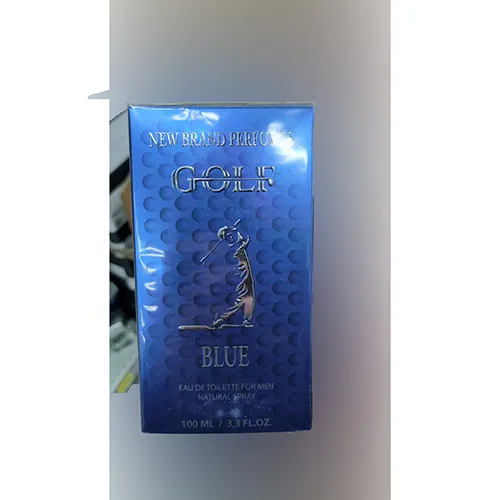 NEW BRAND PERFUMES
GOLF
BLUE
EAU DE TOILETTE FOR MEN
NATURAL SPRAY
100 ML / 3.3 FL.OZ.